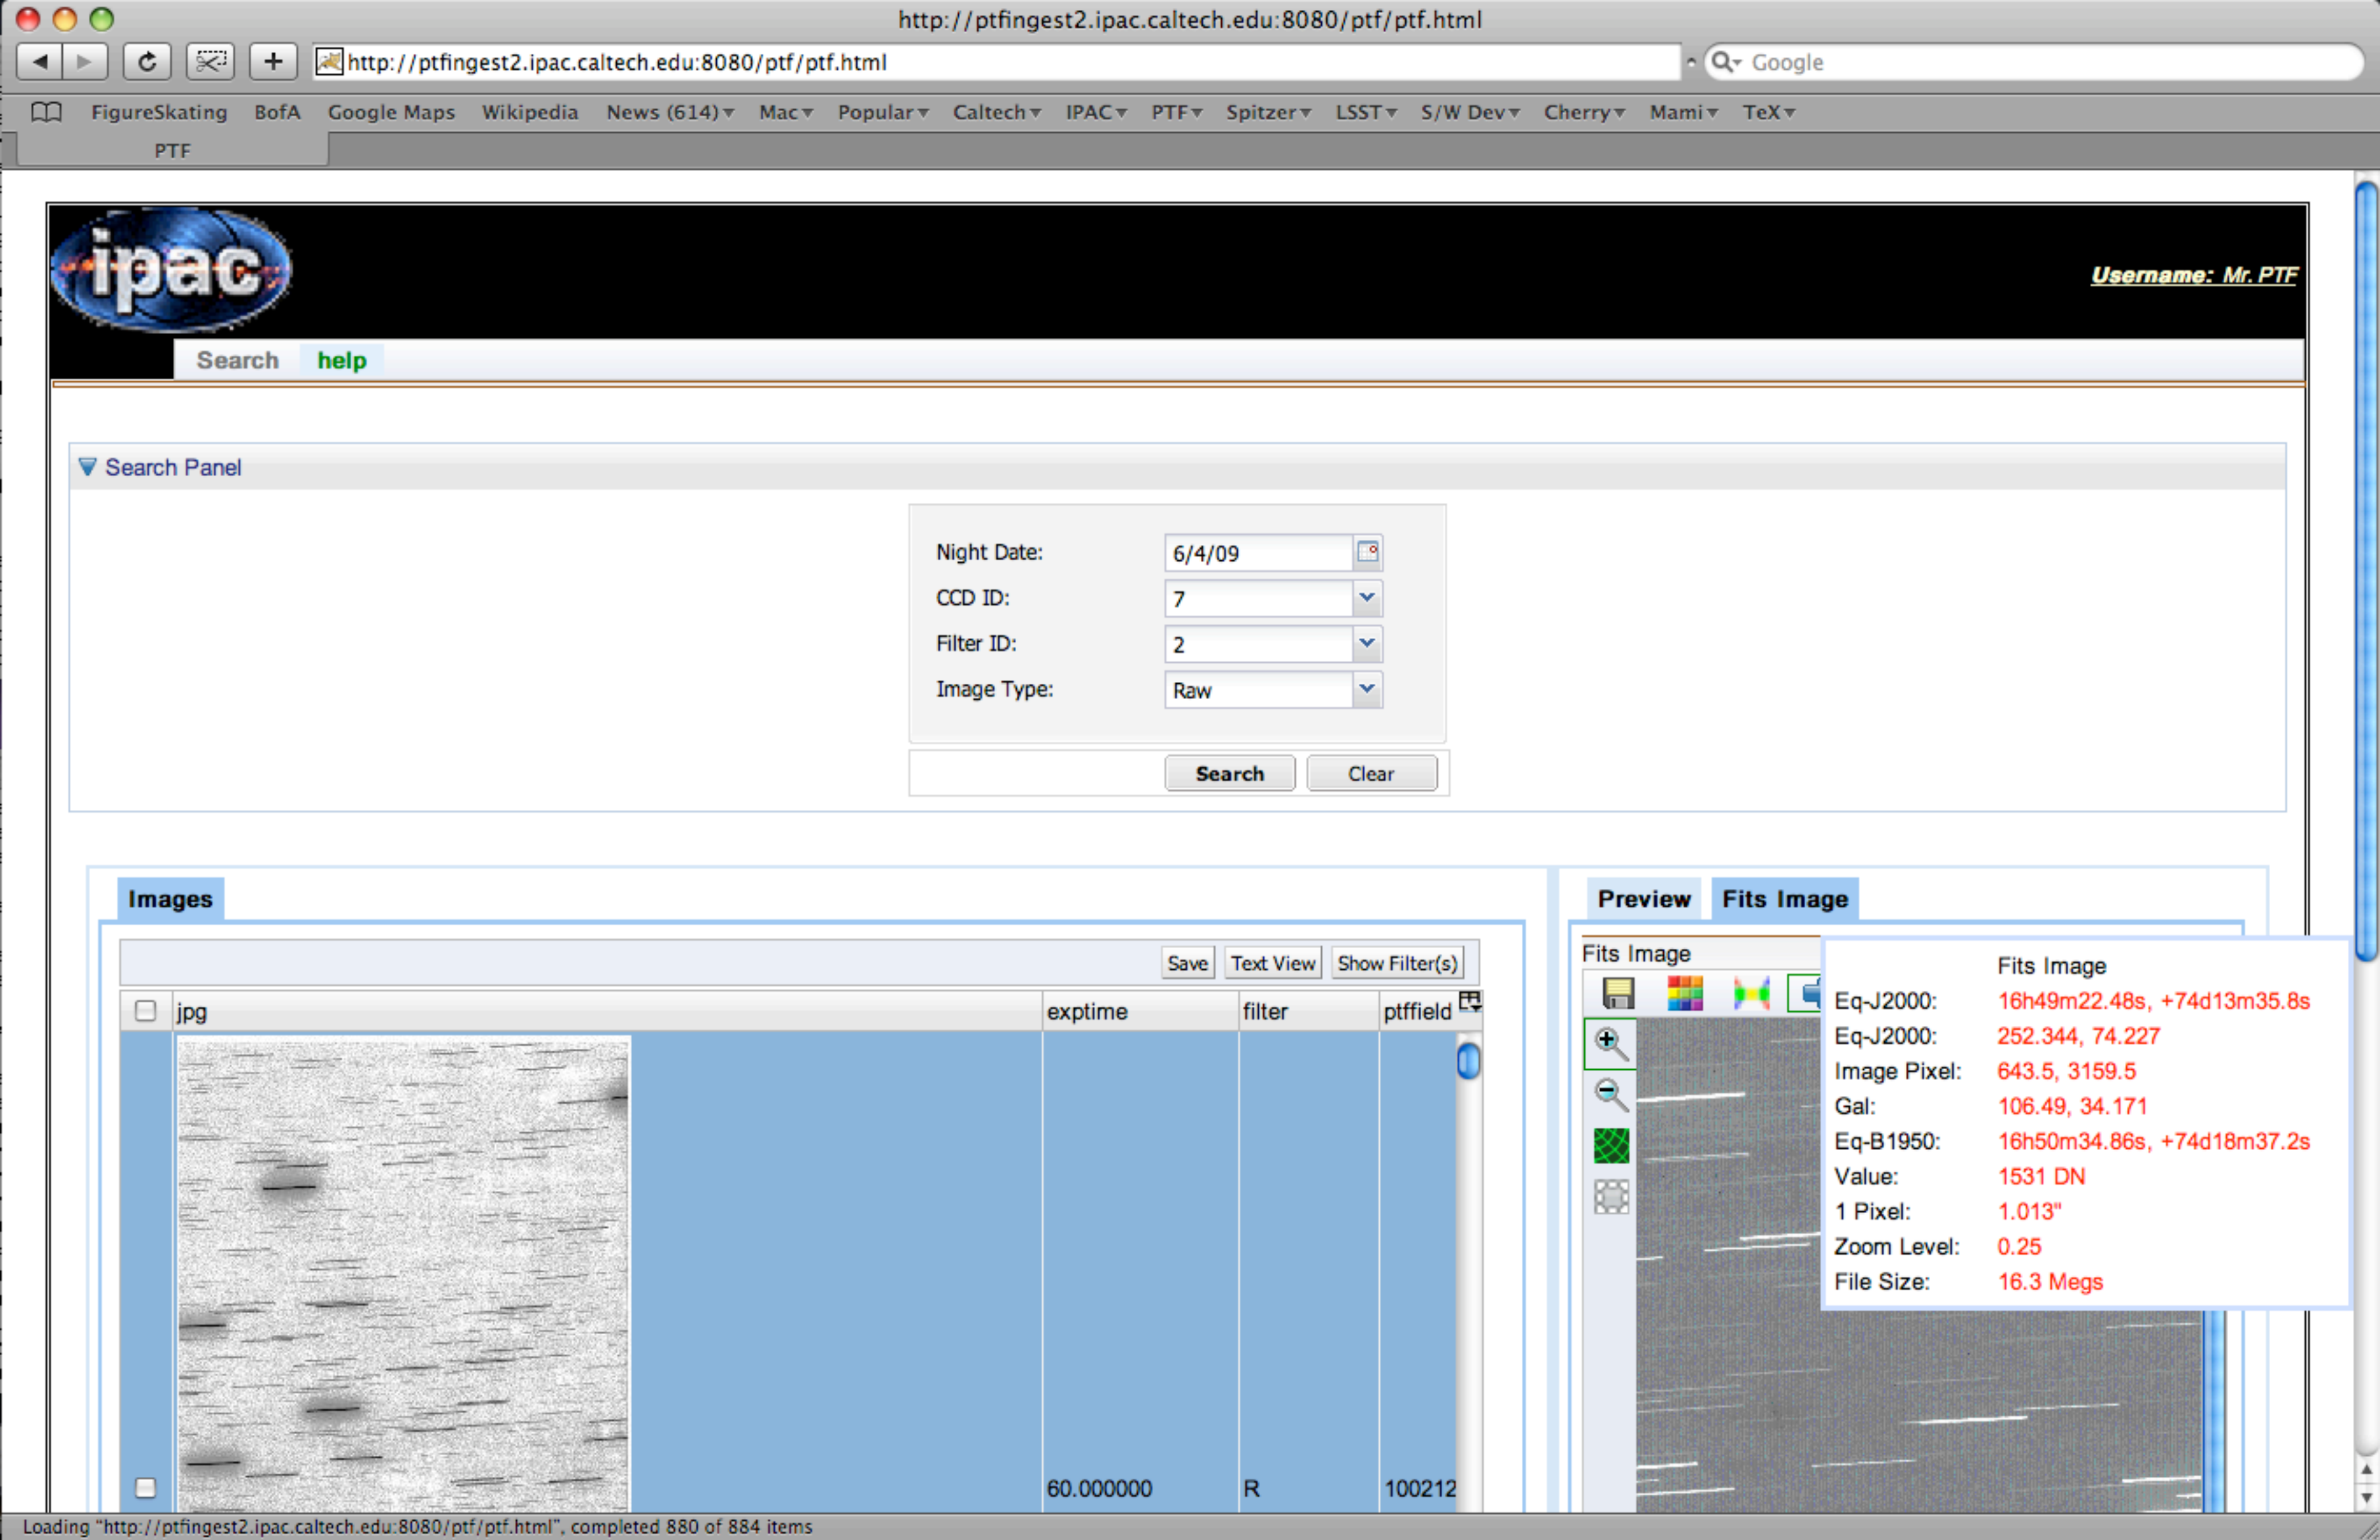 http://ptfingest2.ipac.caltech.edu:8080/ptf/ptf.html
http://ptfingest2.ipac.caltech.edu:8080/ptf/ptf.html
Google
FigureSkating BofA Google Maps Wikipedia News (614) Mac Popular Caltech IPAC PTF Spitzer LSST S/W Dev Cherry Mami TeX
PTF
ipac
Username: Mr. PTF
Search help
Search Panel
Night Date: 6/4/09
CCD ID: 7
Filter ID: 2
Image Type: Raw
Search Clear
Images
Save Text View Show Filter(s)
jpg exptime filter ptffield
60.000000 R 100212
Preview Fits Image
Fits Image
Fits Image
Eq-J2000: 16h49m22.48s, +74d13m35.8s
Eq-J2000: 252.344, 74.227
Image Pixel: 643.5, 3159.5
Gal: 106.49, 34.171
Eq-B1950: 16h50m34.86s, +74d18m37.2s
Value: 1531 DN
1 Pixel: 1.013"
Zoom Level: 0.25
File Size: 16.3 Megs
Loading "http://ptfingest2.ipac.caltech.edu:8080/ptf/ptf.html", completed 880 of 884 items